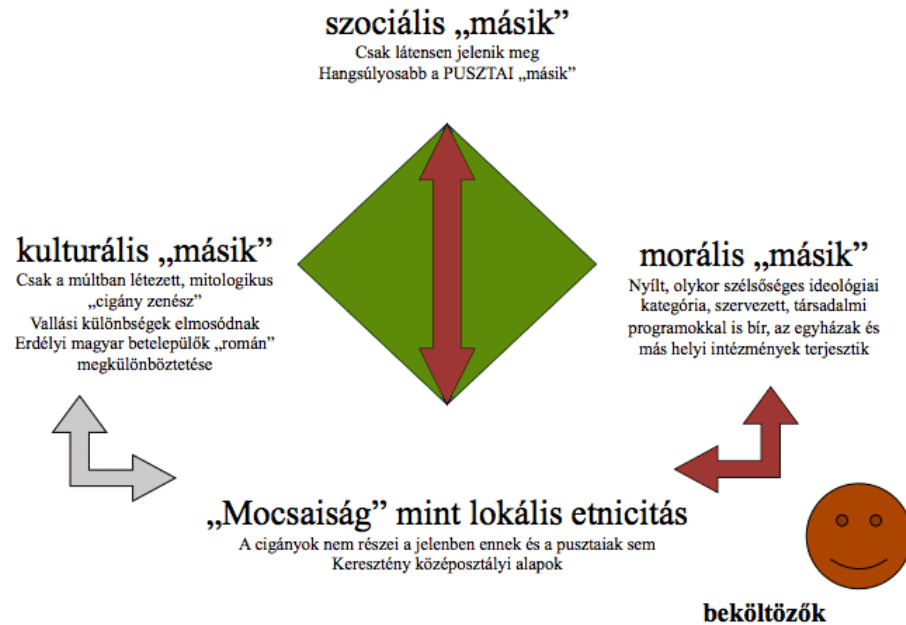 szociális „másik”
Csak látensen jelenik meg
Hangsúlyosabb a PUSZTAI „másik”
kulturális „másik”
Csak a múltban létezett, mitologikus
„cigány zenész”
Vallási különbségek elmosódnak
Erdélyi magyar betelepülők „román”
megkülönböztetése
morális „másik”
Nyílt, olykor szélsőséges ideológiai
kategória, szervezett, társadalmi
programokkal is bír, az egyházak és
más helyi intézmények terjesztik
„Mocsaiság” mint lokális etnicitás
A cigányok nem részei a jelenben ennek és a pusztaiak sem
Keresztény középosztályi alapok
beköltözők